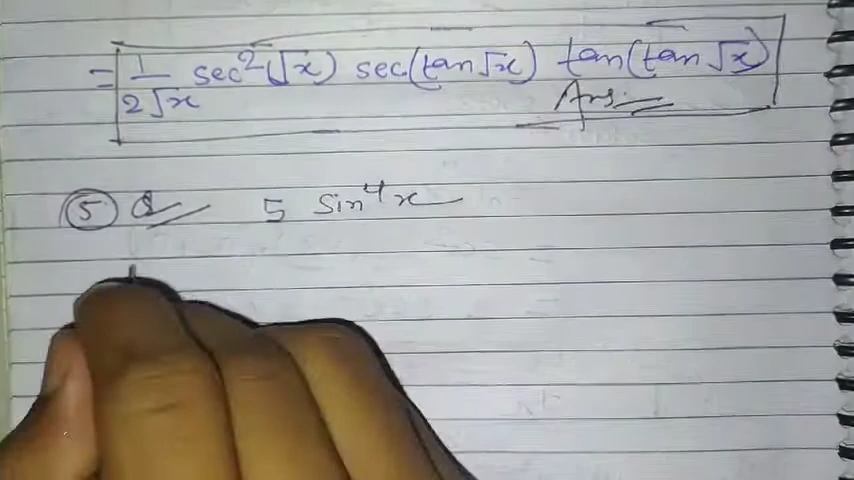 = 1/(2√x) sec²(√x) sec(tan √x) tan(tan √x)
Ans.
⑤ Q 5 Sin⁴x